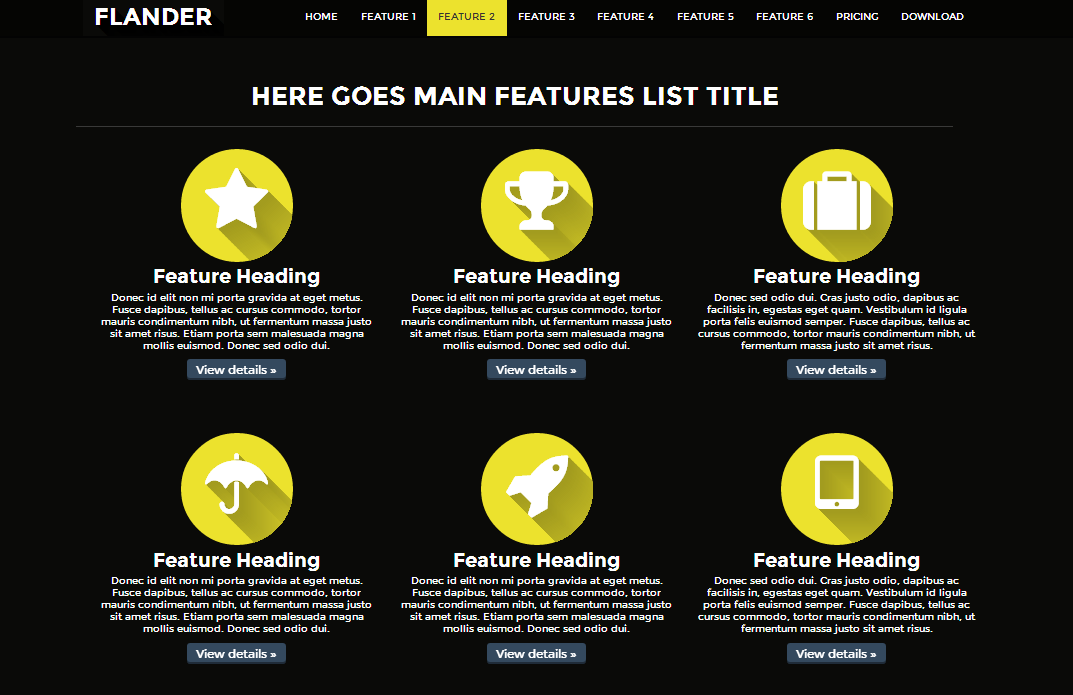 FLANDER
HOME FEATURE 1 FEATURE 2 FEATURE 3 FEATURE 4 FEATURE 5 FEATURE 6 PRICING DOWNLOAD
HERE GOES MAIN FEATURES LIST TITLE
Feature Heading
Donec id elit non mi porta gravida at eget metus.
Fusce dapibus, tellus ac cursus commodo, tortor
mauris condimentum nibh, ut fermentum massa justo
sit amet risus. Etiam porta sem malesuada magna
mollis euismod. Donec sed odio dui.
View details »
Feature Heading
Donec id elit non mi porta gravida at eget metus.
Fusce dapibus, tellus ac cursus commodo, tortor
mauris condimentum nibh, ut fermentum massa justo
sit amet risus. Etiam porta sem malesuada magna
mollis euismod. Donec sed odio dui.
View details »
Feature Heading
Donec sed odio dui. Cras justo odio, dapibus ac
facilisis in, egestas eget quam. Vestibulum id ligula
porta felis euismod semper. Fusce dapibus, tellus ac
cursus commodo, tortor mauris condimentum nibh, ut
fermentum massa justo sit amet risus.
View details »
Feature Heading
Donec id elit non mi porta gravida at eget metus.
Fusce dapibus, tellus ac cursus commodo, tortor
mauris condimentum nibh, ut fermentum massa justo
sit amet risus. Etiam porta sem malesuada magna
mollis euismod. Donec sed odio dui.
View details »
Feature Heading
Donec id elit non mi porta gravida at eget metus.
Fusce dapibus, tellus ac cursus commodo, tortor
mauris condimentum nibh, ut fermentum massa justo
sit amet risus. Etiam porta sem malesuada magna
mollis euismod. Donec sed odio dui.
View details »
Feature Heading
Donec sed odio dui. Cras justo odio, dapibus ac
facilisis in, egestas eget quam. Vestibulum id ligula
porta felis euismod semper. Fusce dapibus, tellus ac
cursus commodo, tortor mauris condimentum nibh, ut
fermentum massa justo sit amet risus.
View details »